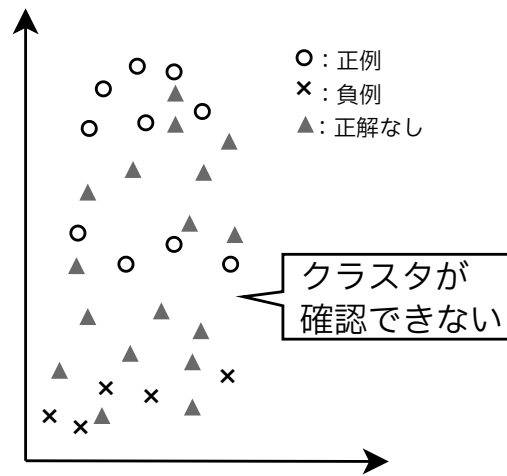 ○：正例
×：負例
▲：正解なし
クラスタが
確認できない